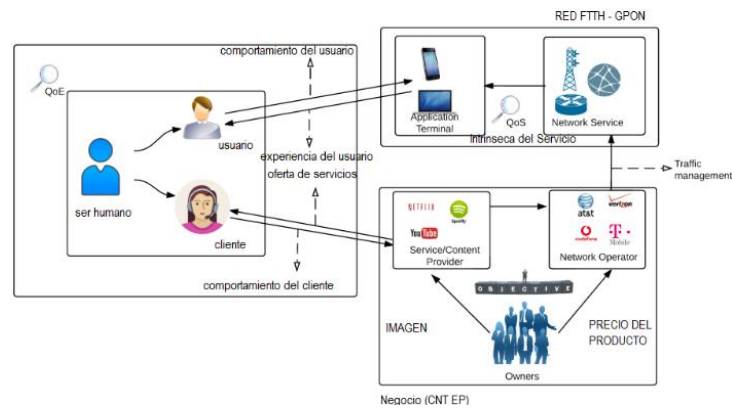 RED FTTH - GPON
comportamiento del usuario
QoE
usuario
Application
Terminal
QoS
Network Service
Intrinseca del Servicio
experiencia del usuario
oferta de servicios
ser humano
cliente
comportamiento del cliente
Traffic
management
NETFLIX
Spotify
YouTube
Service/Content
Provider
at&t
verizon
vodafone
T-Mobile
Network Operator
OBJECTIVE
IMAGEN
PRECIO DEL
PRODUCTO
Owners
Negocio (CNT EP)